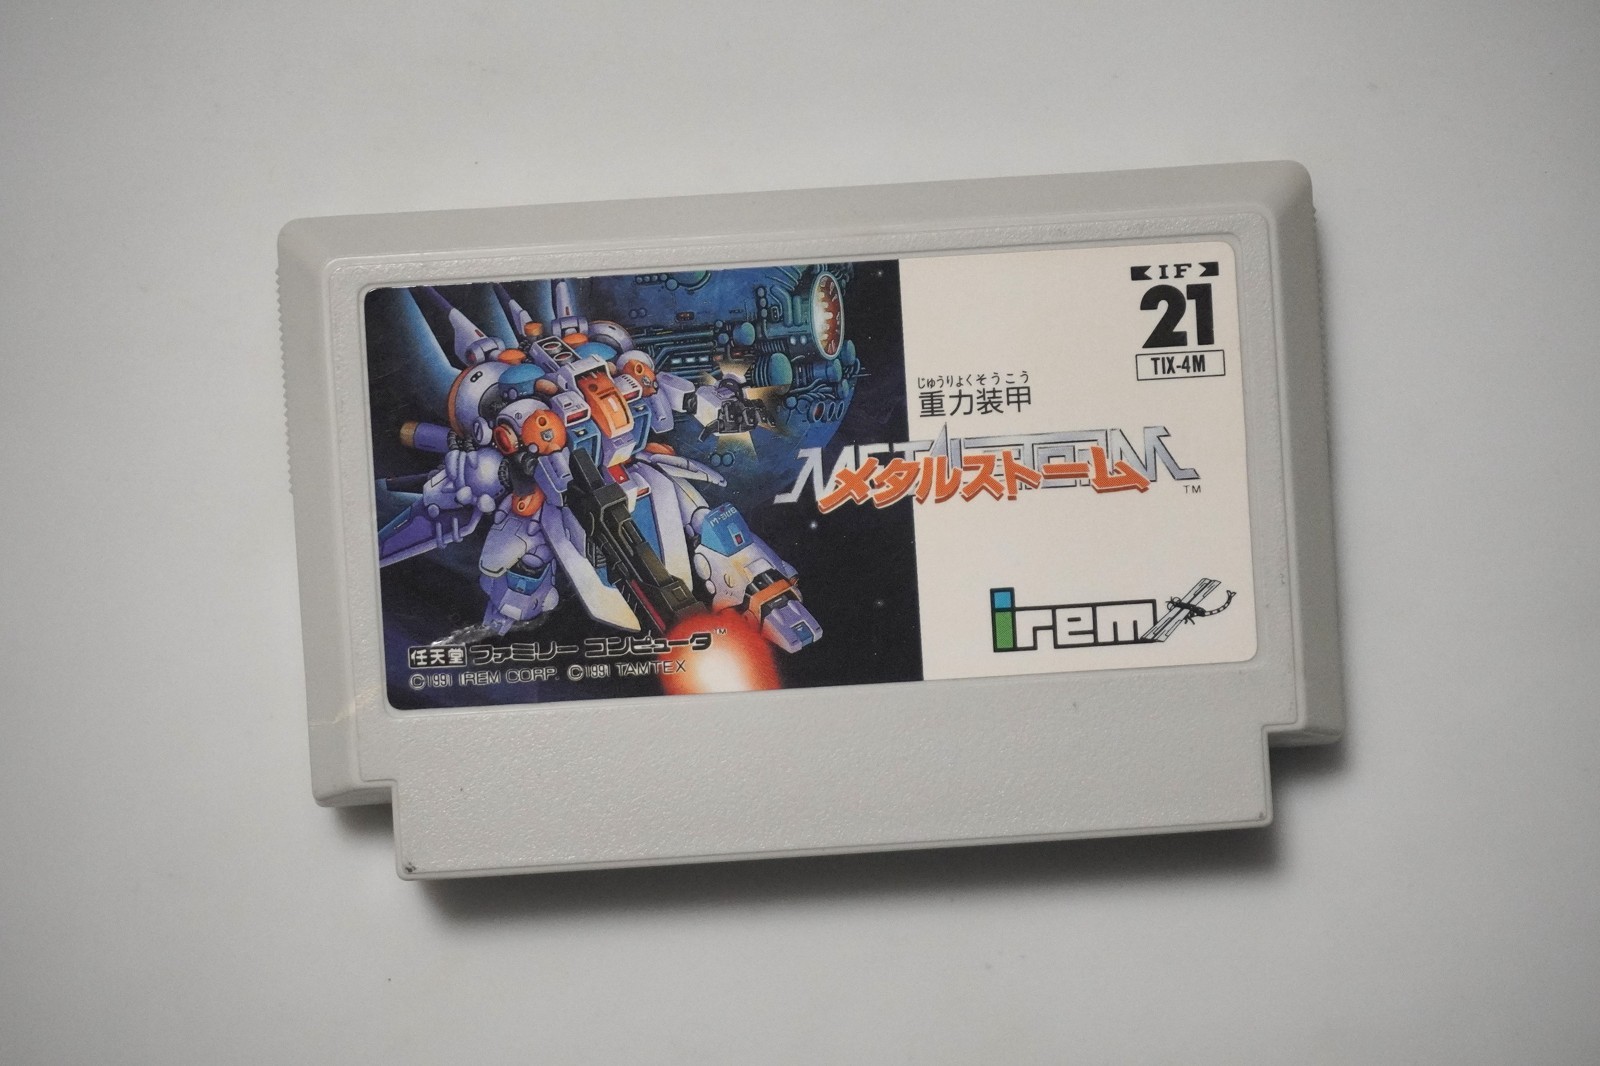 IF
21
TIX-4M
じゅうりょくそうこう
重力装甲
METAL STORM
メタルストーム
TM
irem
M-308
8
任天堂 ファミリーコンピュータ TM
©1991 IREM CORP. ©1991 TAMTEX